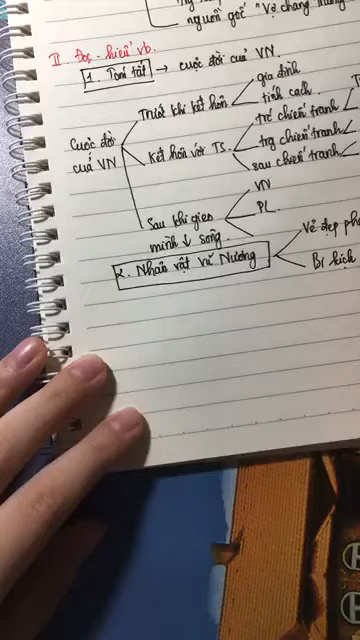 nguồn gốc "Vợ chàng
II. Đọc - hiểu vb.
1. Tóm tắt → cuộc đời của VN
gia đình
Trước khi kết hôn
tính cách.
Cuộc đời của VN
trc chiến tranh
Kết hôn với TS.
trg chiến tranh
sau chiến tranh
VN
Sau khi gieo mình ↓ sông.
PL
Vẻ đẹp
2. Nhân vật Vũ Nương
Bi kịch